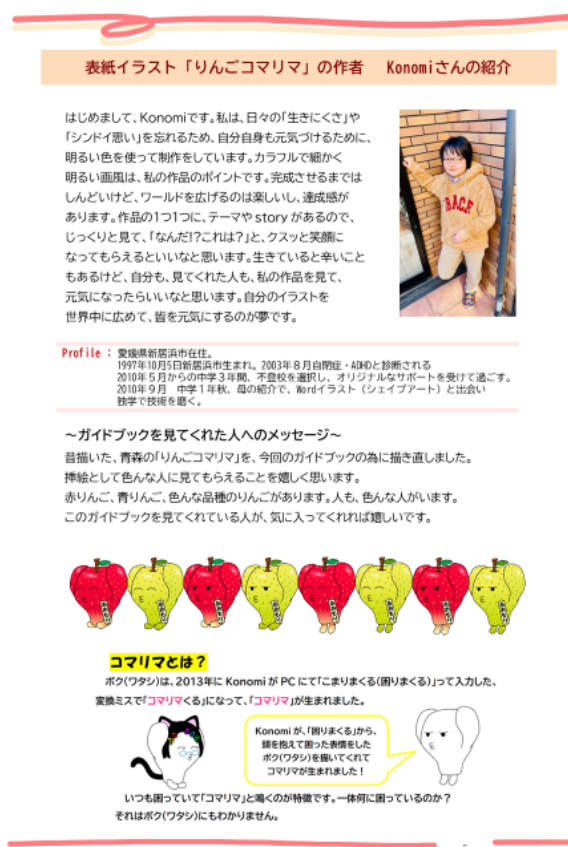 表紙イラスト「りんごコマリマ」の作者 Konomiさんの紹介
はじめまして、Konomiです。私は、日々の「生きにくさ」や
「シンドイ思い」を忘れるため、自分自身も元気づけるために、
明るい色を使って制作をしています。カラフルで細かく
明るい画風は、私の作品のポイントです。完成させるまでは
しんどいけど、ワールドを広げるのは楽しいし、達成感が
あります。作品の1つ1つに、テーマや story があるので、
じっくりと見て、「なんだ!?これは?」と、クスッと笑顔に
なってもらえるといいなと思います。生きていると辛いこと
もあるけど、自分も、見てくれた人も、私の作品を見て、
元気になったらいいなと思います。自分のイラストを
世界中に広めて、皆を元気にするのが夢です。
Profile : 愛媛県新居浜市在住。
1997年10月5日新居浜市生まれ。2003年8月自閉症・ADHDと診断される
2010年5月からの中学3年間、不登校を選択し、オリジナルなサポートを受けて過ごす。
2010年9月 中学1年秋、母の紹介で、Wordイラスト(シェイプアート)と出会い
独学で技術を磨く。
~ガイドブックを見てくれた人へのメッセージ~
昔描いた、青森の「りんごコマリマ」を、今回のガイドブックの為に描き直しました。
挿絵として色んな人に見てもらえることを嬉しく思います。
赤りんご、青りんご、色んな品種のりんごがあります。人も、色んな人がいます。
このガイドブックを見てくれている人が、気に入ってくれれば嬉しいです。
コマリマとは?
ボク(ワタシ)は、2013年に Konomi が PC にて「こまりまくる(困りまくる)」って入力した、
変換ミスで「コマリマくる」になって、「コマリマ」が生まれました。
Konomi が、「困りまくる」から、
頭を抱えて困った表情をした
ボク(ワタシ)を描いてくれて
コマリマが生まれました!
いつも困っていて「コマリマ」と鳴くのが特徴です。一体何に困っているのか?
それはボク(ワタシ)にもわかりません。